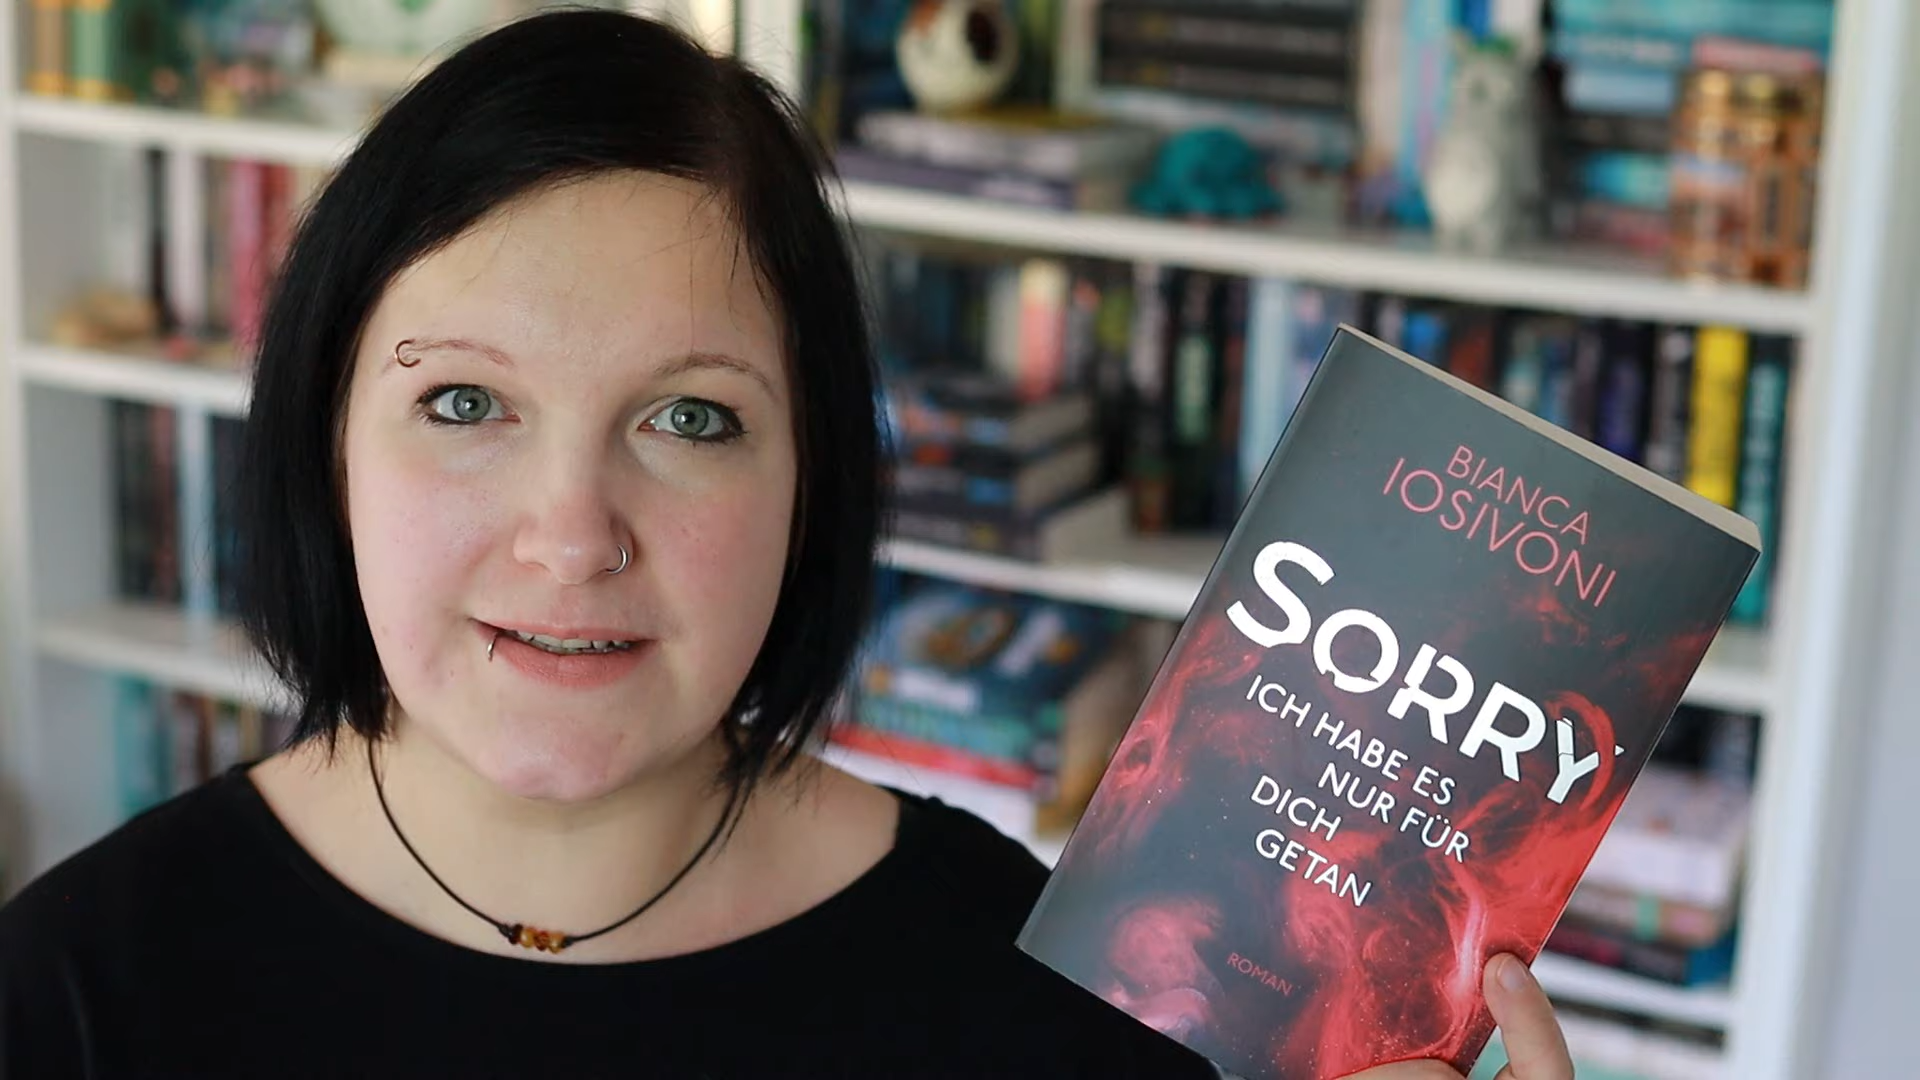 BIANCA
IOSIVONI
SORRY
ICH HABE ES
NUR FÜR
DICH
GETAN
ROMAN